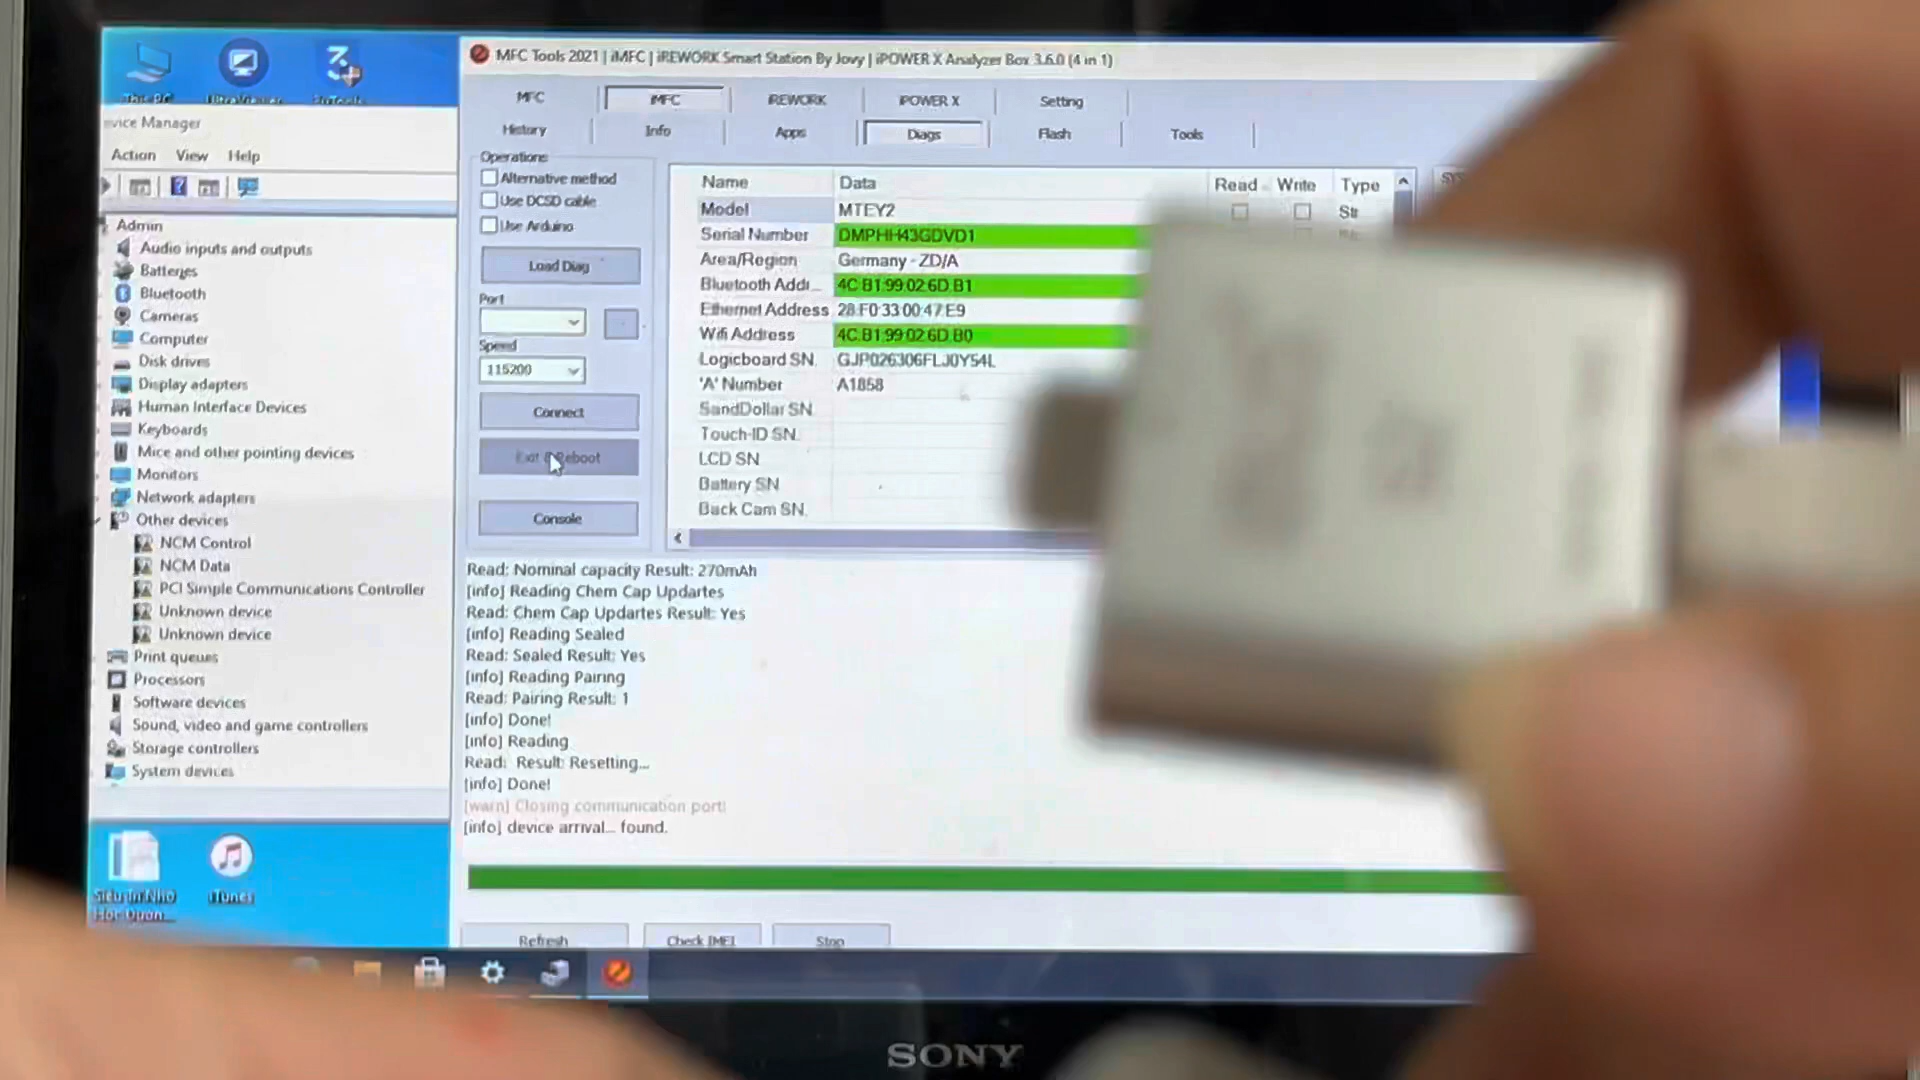 This PC
UltraViewer
3uTools
MFC Tools 2021 | iMFC | iREWORK Smart Station By Jovy | iPOWER X Analyzer Box 3.6.0 (4 in 1)
MFC
iMFC
iREWORK
iPOWER X
Setting
History
Info
Apps
Diags
Flash
Tools
evice Manager
Action View Help
Admin
Audio inputs and outputs
Batteries
Bluetooth
Cameras
Computer
Disk drives
Display adapters
Human Interface Devices
Keyboards
Mice and other pointing devices
Monitors
Network adapters
Other devices
NCM Control
NCM Data
PCI Simple Communications Controller
Unknown device
Unknown device
Print queues
Processors
Software devices
Sound, video and game controllers
Storage controllers
System devices
Operations
Alternative method
Use DCSD cable
Use Arduino
Load Diag
Port
Speed
115200
Connect
Exit & Reboot
Console
Name Data Read Write Type
Model MTEY2 Str
Serial Number DMPHH43GDVD1
Area/Region Germany - ZD/A
Bluetooth Addr... 4C:B1:99:02:6D:B1
Ethernet Address 28:F0:33:00:47:E9
Wifi Address 4C:B1:99:02:6D:B0
Logicboard SN. GJP026306FLJ0Y54L
'A' Number A1858
SandDollar SN.
Touch-ID SN.
LCD SN
Battery SN
Back Cam SN.
Read: Nominal capacity Result: 270mAh
[info] Reading Chem Cap Updartes
Read: Chem Cap Updartes Result: Yes
[info] Reading Sealed
Read: Sealed Result: Yes
[info] Reading Pairing
Read: Pairing Result: 1
[info] Done!
[info] Reading
Read: Result: Resetting...
[info] Done!
[warn] Closing communication port!
[info] device arrival... found.
iTunes
Refresh
Check IMEI
Stop
SONY